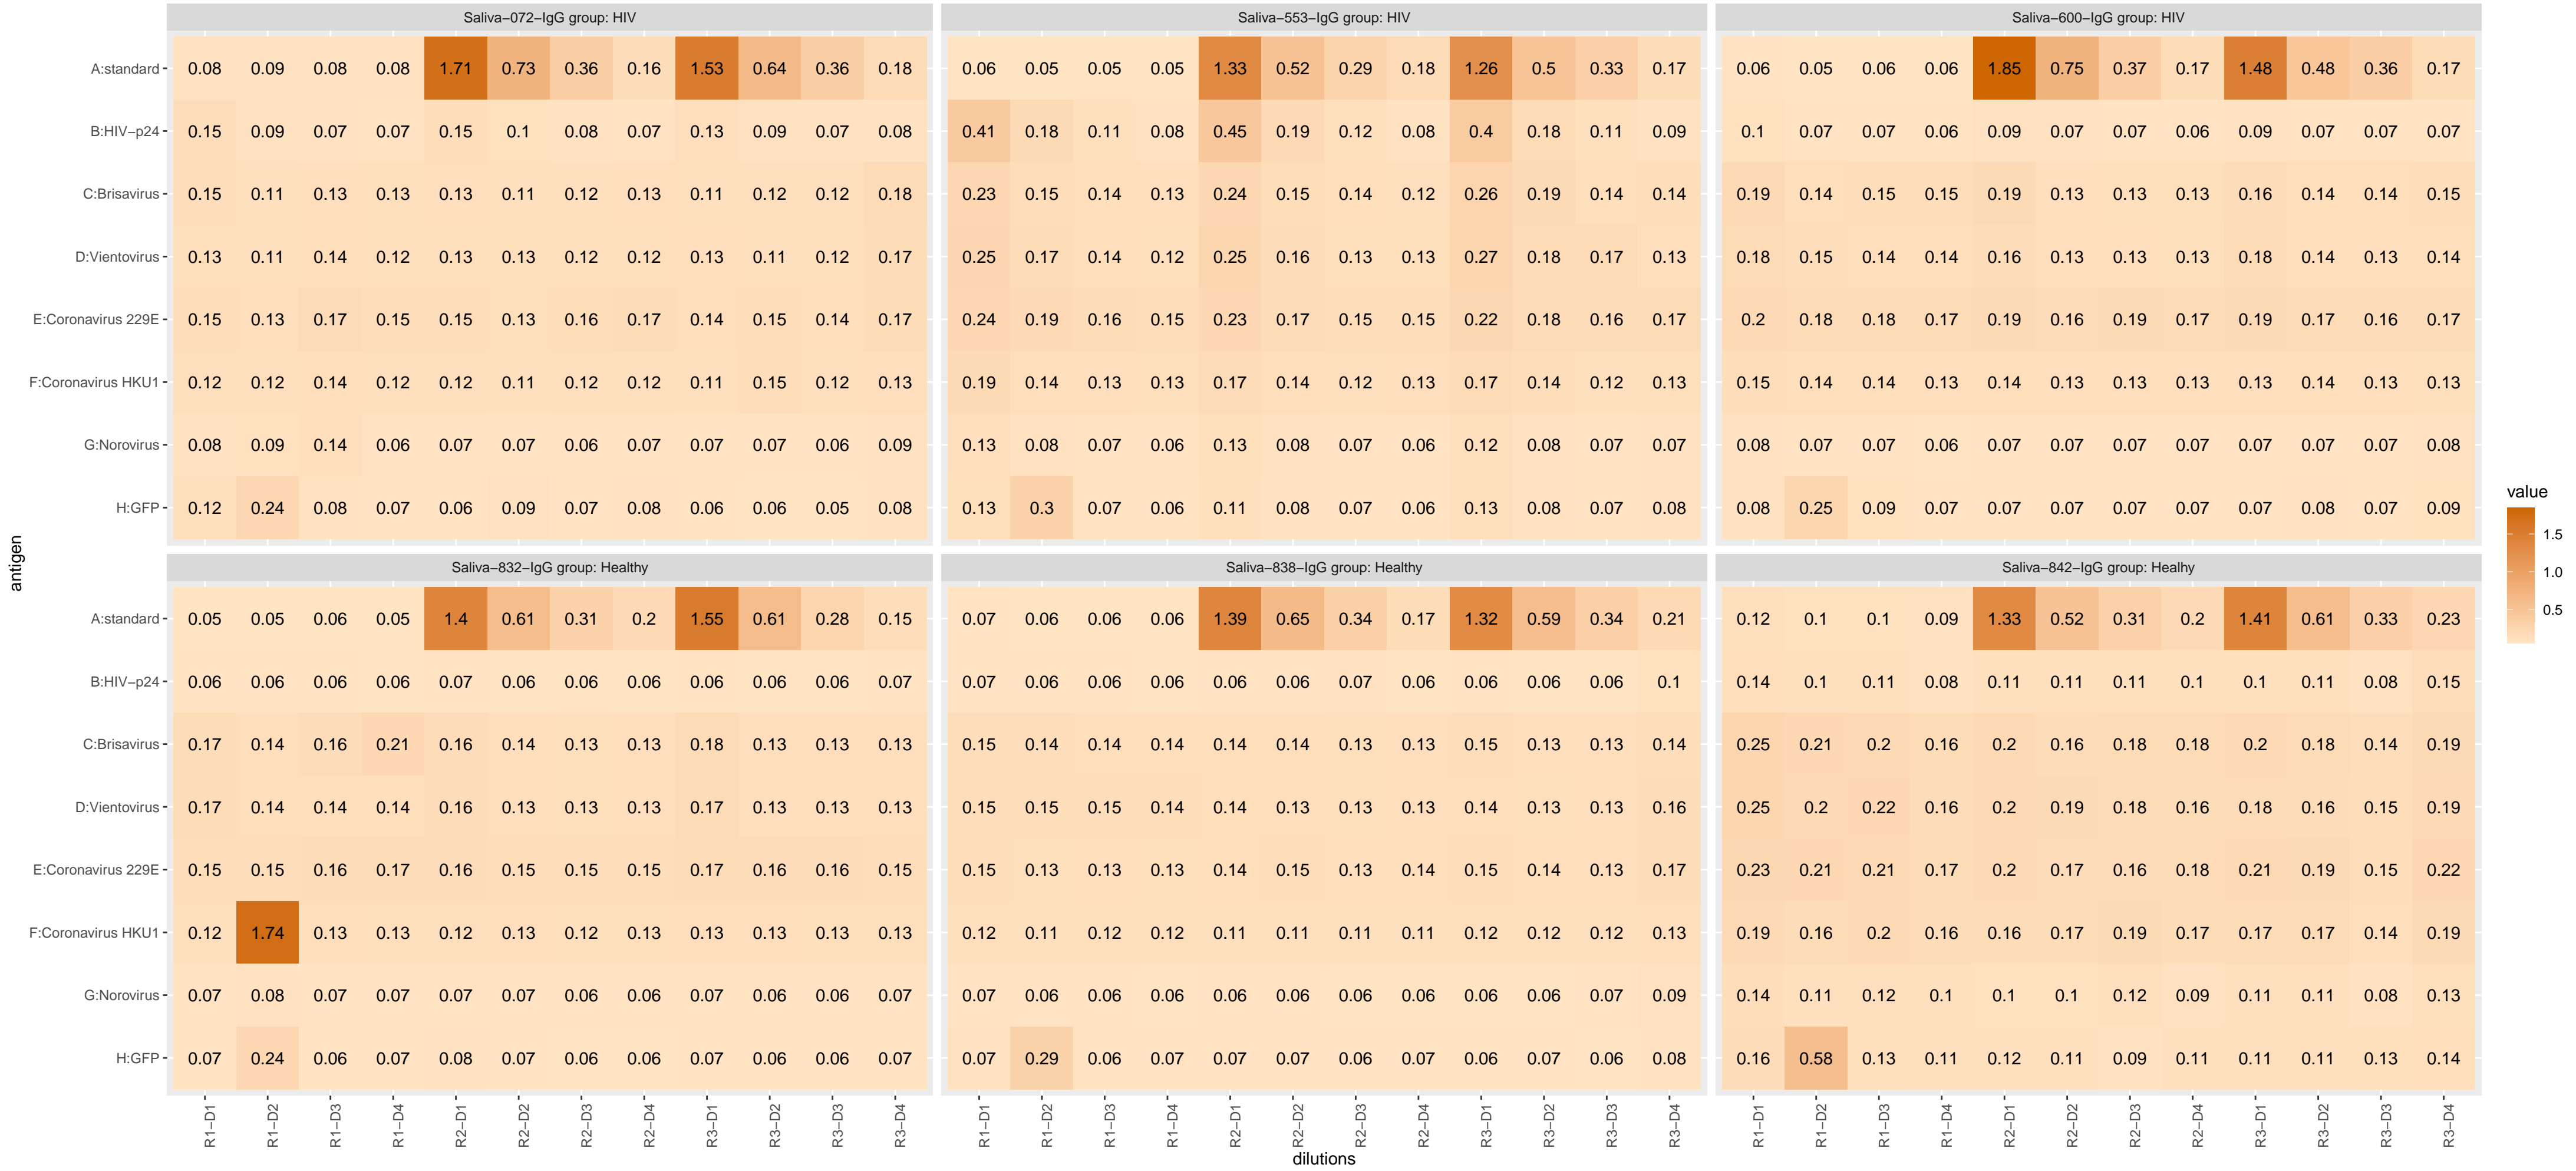 Saliva−072−IgG group: HIV Saliva−553−IgG group: HIV Saliva−600−IgG group: HIV
A:standard 0.08 0.09 0.08 0.08 1.71 0.73 0.36 0.16 1.53 0.64 0.36 0.18 0.06 0.05 0.05 0.05 1.33 0.52 0.29 0.18 1.26 0.5 0.33 0.17 0.06 0.05 0.06 0.06 1.85 0.75 0.37 0.17 1.48 0.48 0.36 0.17
B:HIV−p24 0.15 0.09 0.07 0.07 0.15 0.1 0.08 0.07 0.13 0.09 0.07 0.08 0.41 0.18 0.11 0.08 0.45 0.19 0.12 0.08 0.4 0.18 0.11 0.09 0.1 0.07 0.07 0.06 0.09 0.07 0.07 0.06 0.09 0.07 0.07 0.07
C:Brisavirus 0.15 0.11 0.13 0.13 0.13 0.11 0.12 0.13 0.11 0.12 0.12 0.18 0.23 0.15 0.14 0.13 0.24 0.15 0.14 0.12 0.26 0.19 0.14 0.14 0.19 0.14 0.15 0.15 0.19 0.13 0.13 0.13 0.16 0.14 0.14 0.15
D:Vientovirus 0.13 0.11 0.14 0.12 0.13 0.13 0.12 0.12 0.13 0.11 0.12 0.17 0.25 0.17 0.14 0.12 0.25 0.16 0.13 0.13 0.27 0.18 0.17 0.13 0.18 0.15 0.14 0.14 0.16 0.13 0.13 0.13 0.18 0.14 0.13 0.14
E:Coronavirus 229E 0.15 0.13 0.17 0.15 0.15 0.13 0.16 0.17 0.14 0.15 0.14 0.17 0.24 0.19 0.16 0.15 0.23 0.17 0.15 0.15 0.22 0.18 0.16 0.17 0.2 0.18 0.18 0.17 0.19 0.16 0.19 0.17 0.19 0.17 0.16 0.17
F:Coronavirus HKU1 0.12 0.12 0.14 0.12 0.12 0.11 0.12 0.12 0.11 0.15 0.12 0.13 0.19 0.14 0.13 0.13 0.17 0.14 0.12 0.13 0.17 0.14 0.12 0.13 0.15 0.14 0.14 0.13 0.14 0.13 0.13 0.13 0.13 0.14 0.13 0.13
G:Norovirus 0.08 0.09 0.14 0.06 0.07 0.07 0.06 0.07 0.07 0.07 0.06 0.09 0.13 0.08 0.07 0.06 0.13 0.08 0.07 0.06 0.12 0.08 0.07 0.07 0.08 0.07 0.07 0.06 0.07 0.07 0.07 0.07 0.07 0.07 0.07 0.08
H:GFP 0.12 0.24 0.08 0.07 0.06 0.09 0.07 0.08 0.06 0.06 0.05 0.08 0.13 0.3 0.07 0.06 0.11 0.08 0.07 0.06 0.13 0.08 0.07 0.08 0.08 0.25 0.09 0.07 0.07 0.07 0.07 0.07 0.07 0.08 0.07 0.09
Saliva−832−IgG group: Healthy Saliva−838−IgG group: Healthy Saliva−842−IgG group: Healhy
A:standard 0.05 0.05 0.06 0.05 1.4 0.61 0.31 0.2 1.55 0.61 0.28 0.15 0.07 0.06 0.06 0.06 1.39 0.65 0.34 0.17 1.32 0.59 0.34 0.21 0.12 0.1 0.1 0.09 1.33 0.52 0.31 0.2 1.41 0.61 0.33 0.23
B:HIV−p24 0.06 0.06 0.06 0.06 0.07 0.06 0.06 0.06 0.06 0.06 0.06 0.07 0.07 0.06 0.06 0.06 0.06 0.06 0.07 0.06 0.06 0.06 0.06 0.1 0.14 0.1 0.11 0.08 0.11 0.11 0.11 0.1 0.1 0.11 0.08 0.15
C:Brisavirus 0.17 0.14 0.16 0.21 0.16 0.14 0.13 0.13 0.18 0.13 0.13 0.13 0.15 0.14 0.14 0.14 0.14 0.14 0.13 0.13 0.15 0.13 0.13 0.14 0.25 0.21 0.2 0.16 0.2 0.16 0.18 0.18 0.2 0.18 0.14 0.19
D:Vientovirus 0.17 0.14 0.14 0.14 0.16 0.13 0.13 0.13 0.17 0.13 0.13 0.13 0.15 0.15 0.15 0.14 0.14 0.13 0.13 0.13 0.14 0.13 0.13 0.16 0.25 0.2 0.22 0.16 0.2 0.19 0.18 0.16 0.18 0.16 0.15 0.19
E:Coronavirus 229E 0.15 0.15 0.16 0.17 0.16 0.15 0.15 0.15 0.17 0.16 0.16 0.15 0.15 0.13 0.13 0.13 0.14 0.15 0.13 0.14 0.15 0.14 0.13 0.17 0.23 0.21 0.21 0.17 0.2 0.17 0.16 0.18 0.21 0.19 0.15 0.22
F:Coronavirus HKU1 0.12 1.74 0.13 0.13 0.12 0.13 0.12 0.13 0.13 0.13 0.13 0.13 0.12 0.11 0.12 0.12 0.11 0.11 0.11 0.11 0.12 0.12 0.12 0.13 0.19 0.16 0.2 0.16 0.16 0.17 0.19 0.17 0.17 0.17 0.14 0.19
G:Norovirus 0.07 0.08 0.07 0.07 0.07 0.07 0.06 0.06 0.07 0.06 0.06 0.07 0.07 0.06 0.06 0.06 0.06 0.06 0.06 0.06 0.06 0.06 0.07 0.09 0.14 0.11 0.12 0.1 0.1 0.1 0.12 0.09 0.11 0.11 0.08 0.13
H:GFP 0.07 0.24 0.06 0.07 0.08 0.07 0.06 0.06 0.07 0.06 0.06 0.07 0.07 0.29 0.06 0.07 0.07 0.07 0.06 0.07 0.06 0.07 0.06 0.08 0.16 0.58 0.13 0.11 0.12 0.11 0.09 0.11 0.11 0.11 0.13 0.14
R1−D1 R1−D2 R1−D3 R1−D4 R2−D1 R2−D2 R2−D3 R2−D4 R3−D1 R3−D2 R3−D3 R3−D4 R1−D1 R1−D2 R1−D3 R1−D4 R2−D1 R2−D2 R2−D3 R2−D4 R3−D1 R3−D2 R3−D3 R3−D4 R1−D1 R1−D2 R1−D3 R1−D4 R2−D1 R2−D2 R2−D3 R2−D4 R3−D1 R3−D2 R3−D3 R3−D4
dilutions
antigen
value
1.5
1.0
0.5